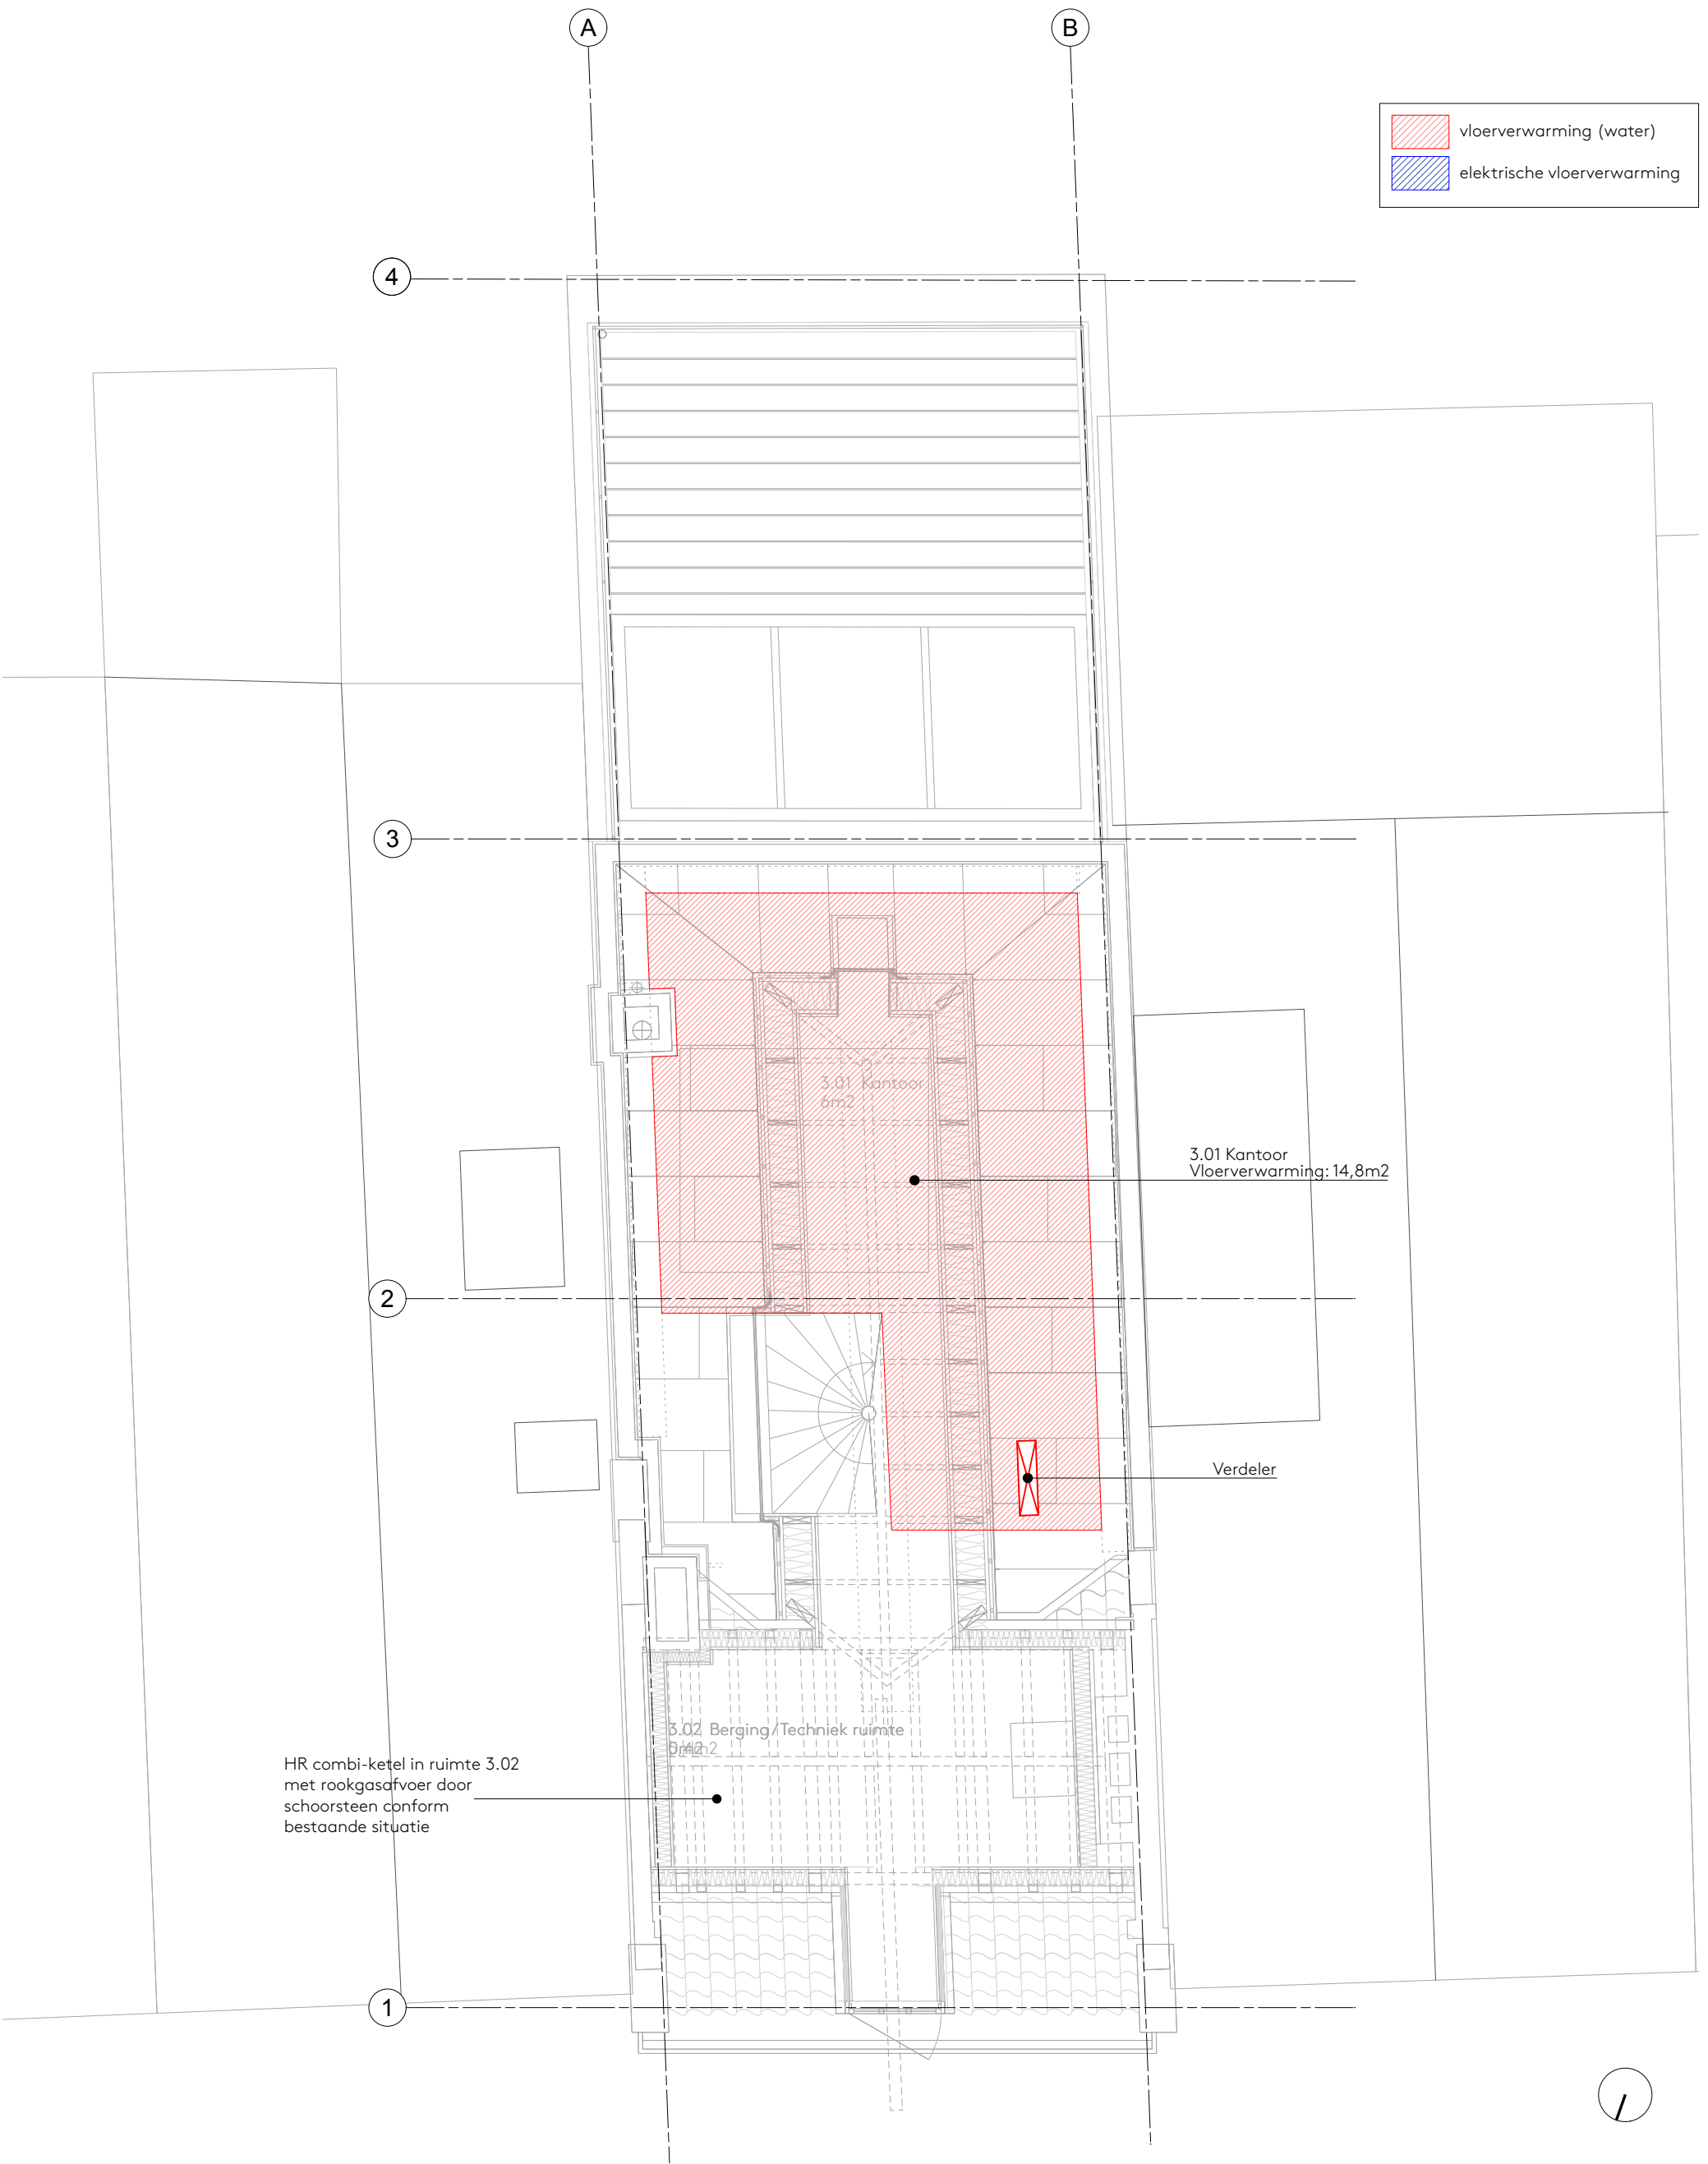 A
B
vloerverwarming (water)
elektrische vloerverwarming
4
3
3.01 Kantoor
6m2
3.01 Kantoor
Vloerverwarming: 14,8m2
2
Verdeler
3.02 Berging/Techniek ruimte
HR combi-ketel in ruimte 3.02
met rookgasafvoer door
schoorsteen conform
bestaande situatie
1